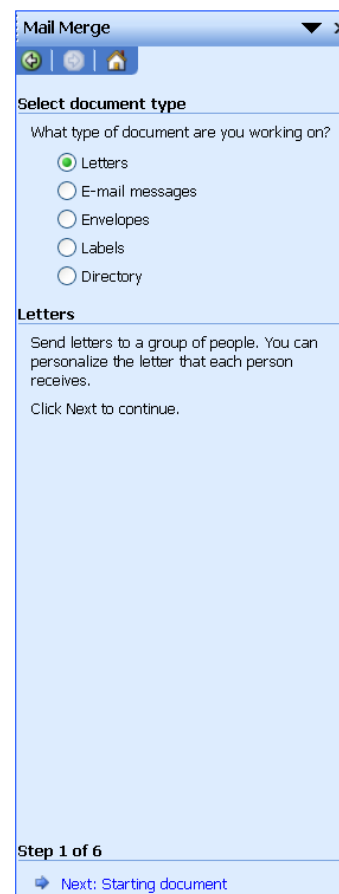 Mail Merge
Select document type
What type of document are you working on?
Letters
E-mail messages
Envelopes
Labels
Directory
Letters
Send letters to a group of people. You can
personalize the letter that each person
receives.
Click Next to continue.
Step 1 of 6
Next: Starting document